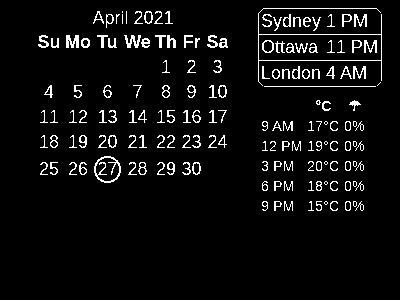 April 2021
Su Mo Tu We Th Fr Sa
1 2 3
4 5 6 7 8 9 10
11 12 13 14 15 16 17
18 19 20 21 22 23 24
25 26 27 28 29 30
Sydney 1 PM
Ottawa 11 PM
London 4 AM
°C ☂
9 AM 17°C 0%
12 PM 19°C 0%
3 PM 20°C 0%
6 PM 18°C 0%
9 PM 15°C 0%